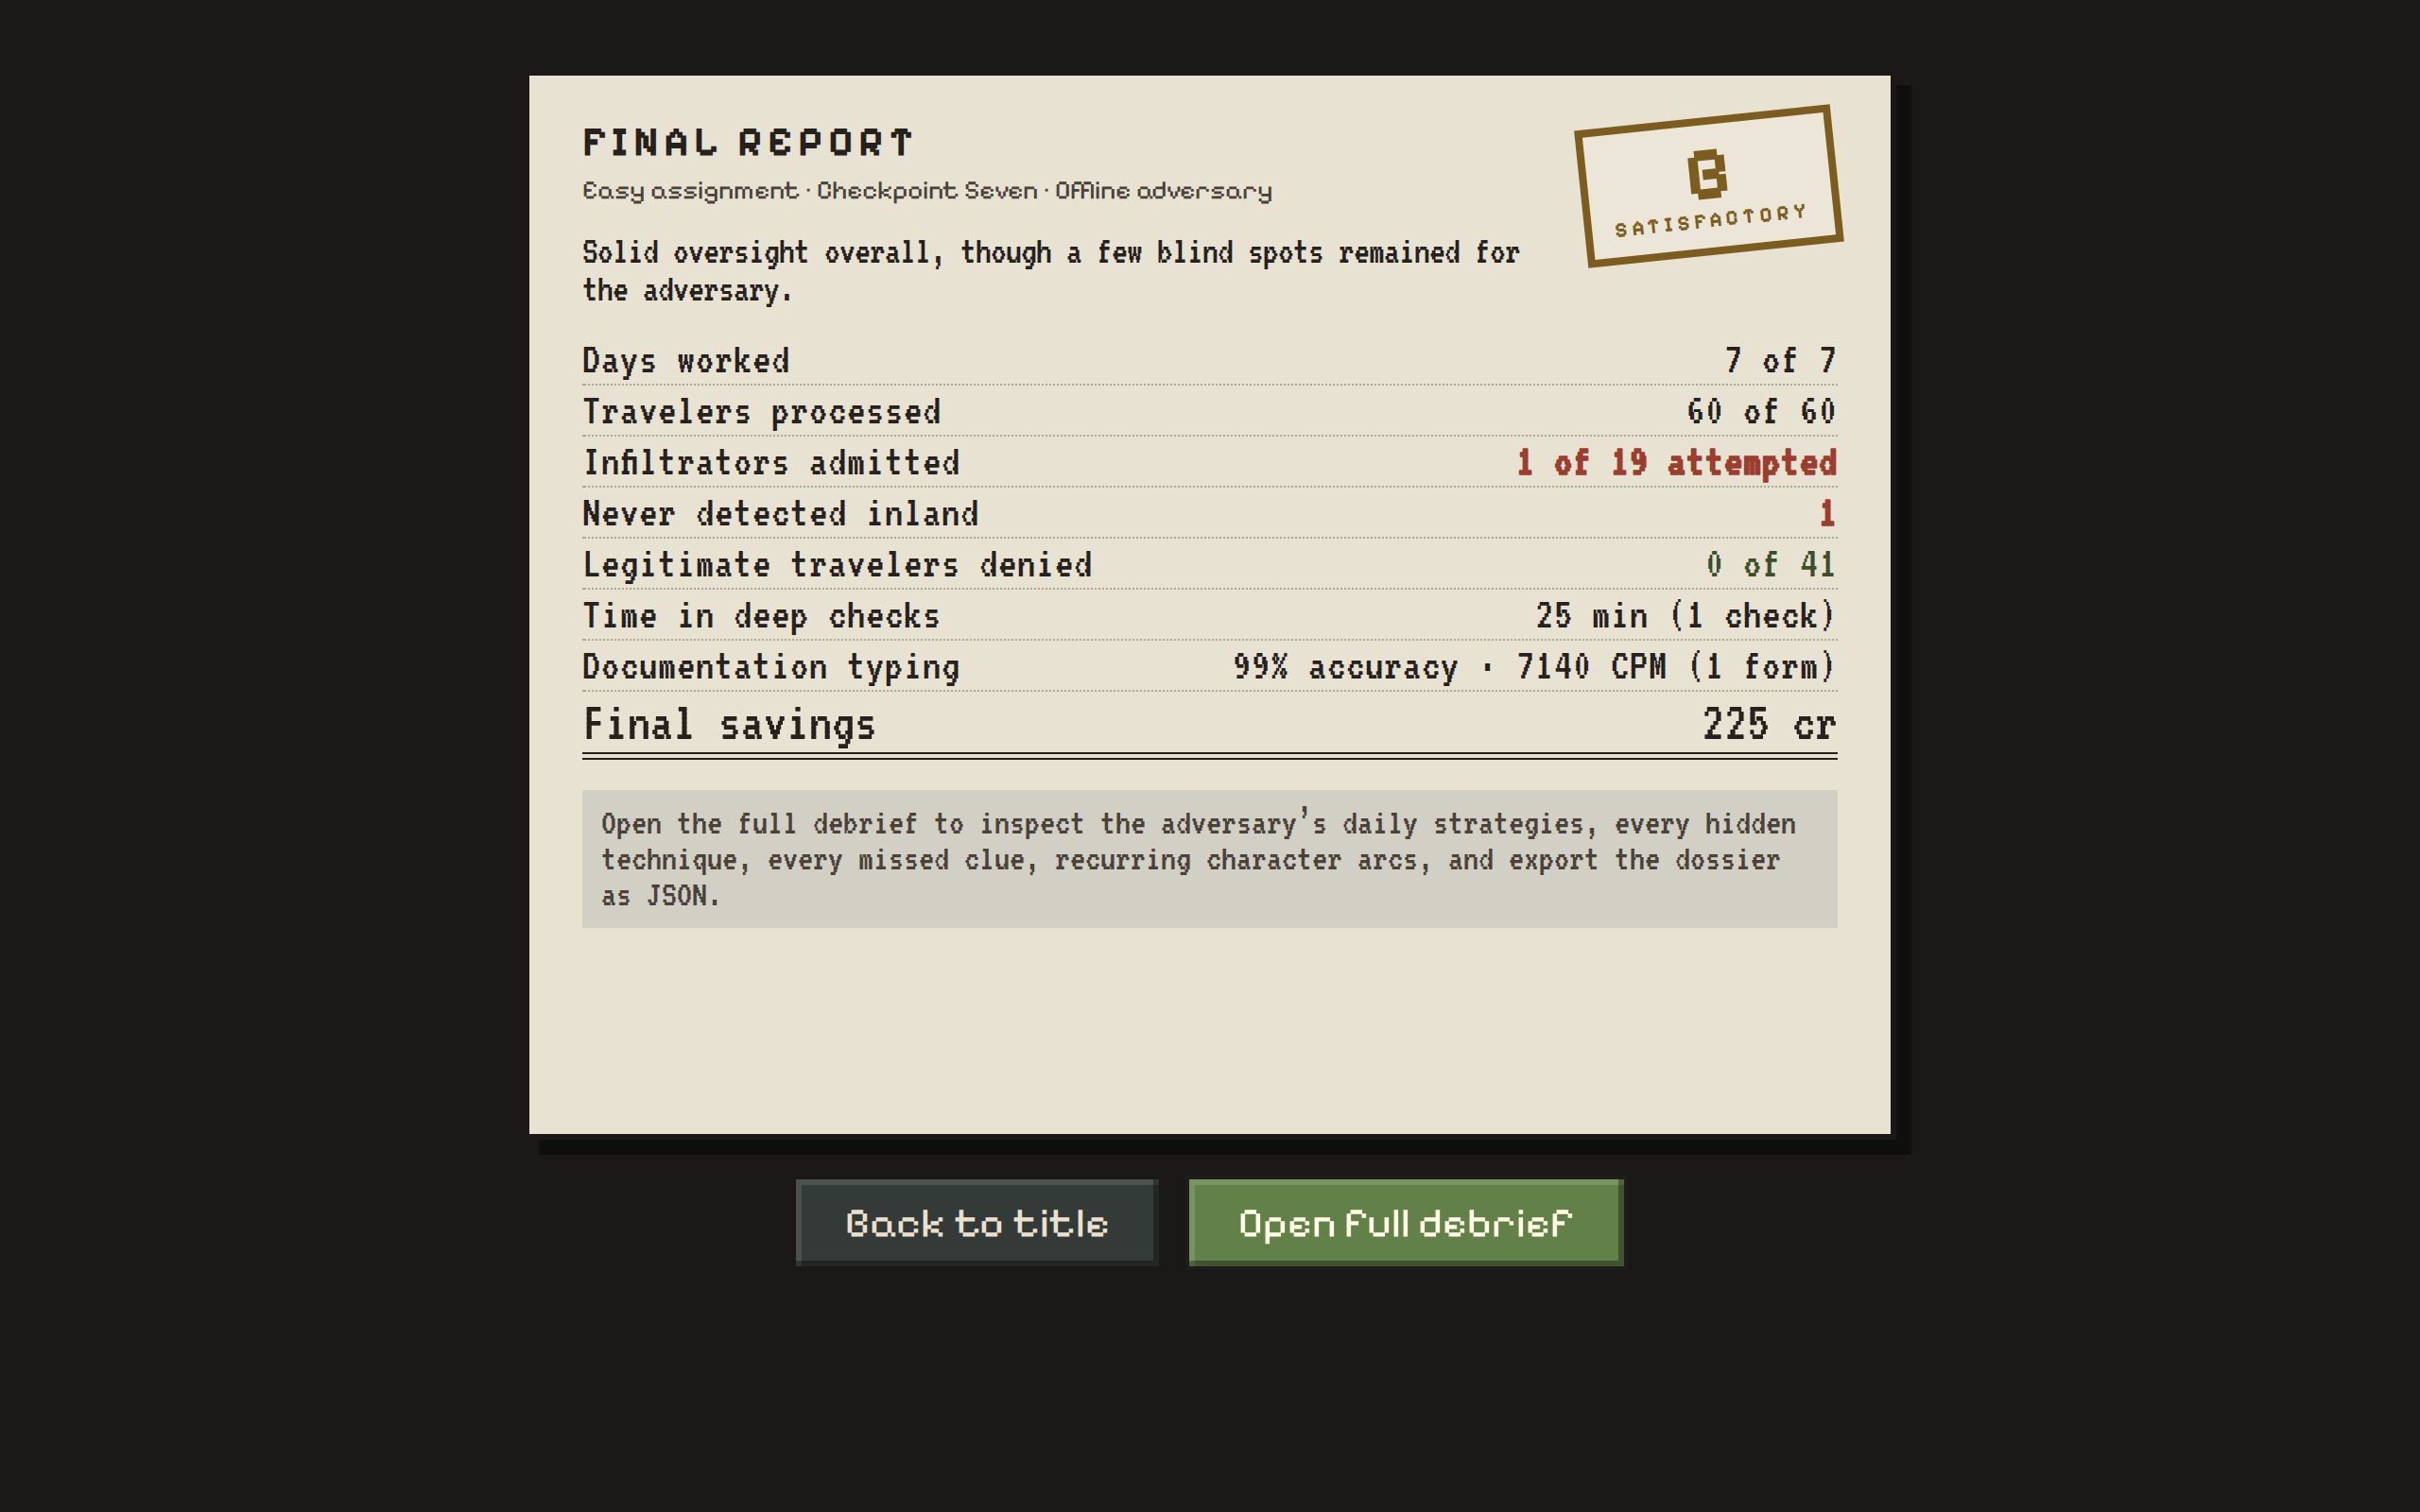 FINAL REPORT
Easy assignment · Checkpoint Seven · Offline adversary
B
SATISFACTORY
Solid oversight overall, though a few blind spots remained for
the adversary.
Days worked 7 of 7
Travelers processed 60 of 60
Infiltrators admitted 1 of 19 attempted
Never detected inland 1
Legitimate travelers denied 0 of 41
Time in deep checks 25 min (1 check)
Documentation typing 99% accuracy · 7140 CPM (1 form)
Final savings 225 cr
Open the full debrief to inspect the adversary’s daily strategies, every hidden
technique, every missed clue, recurring character arcs, and export the dossier
as JSON.
Back to title
Open full debrief